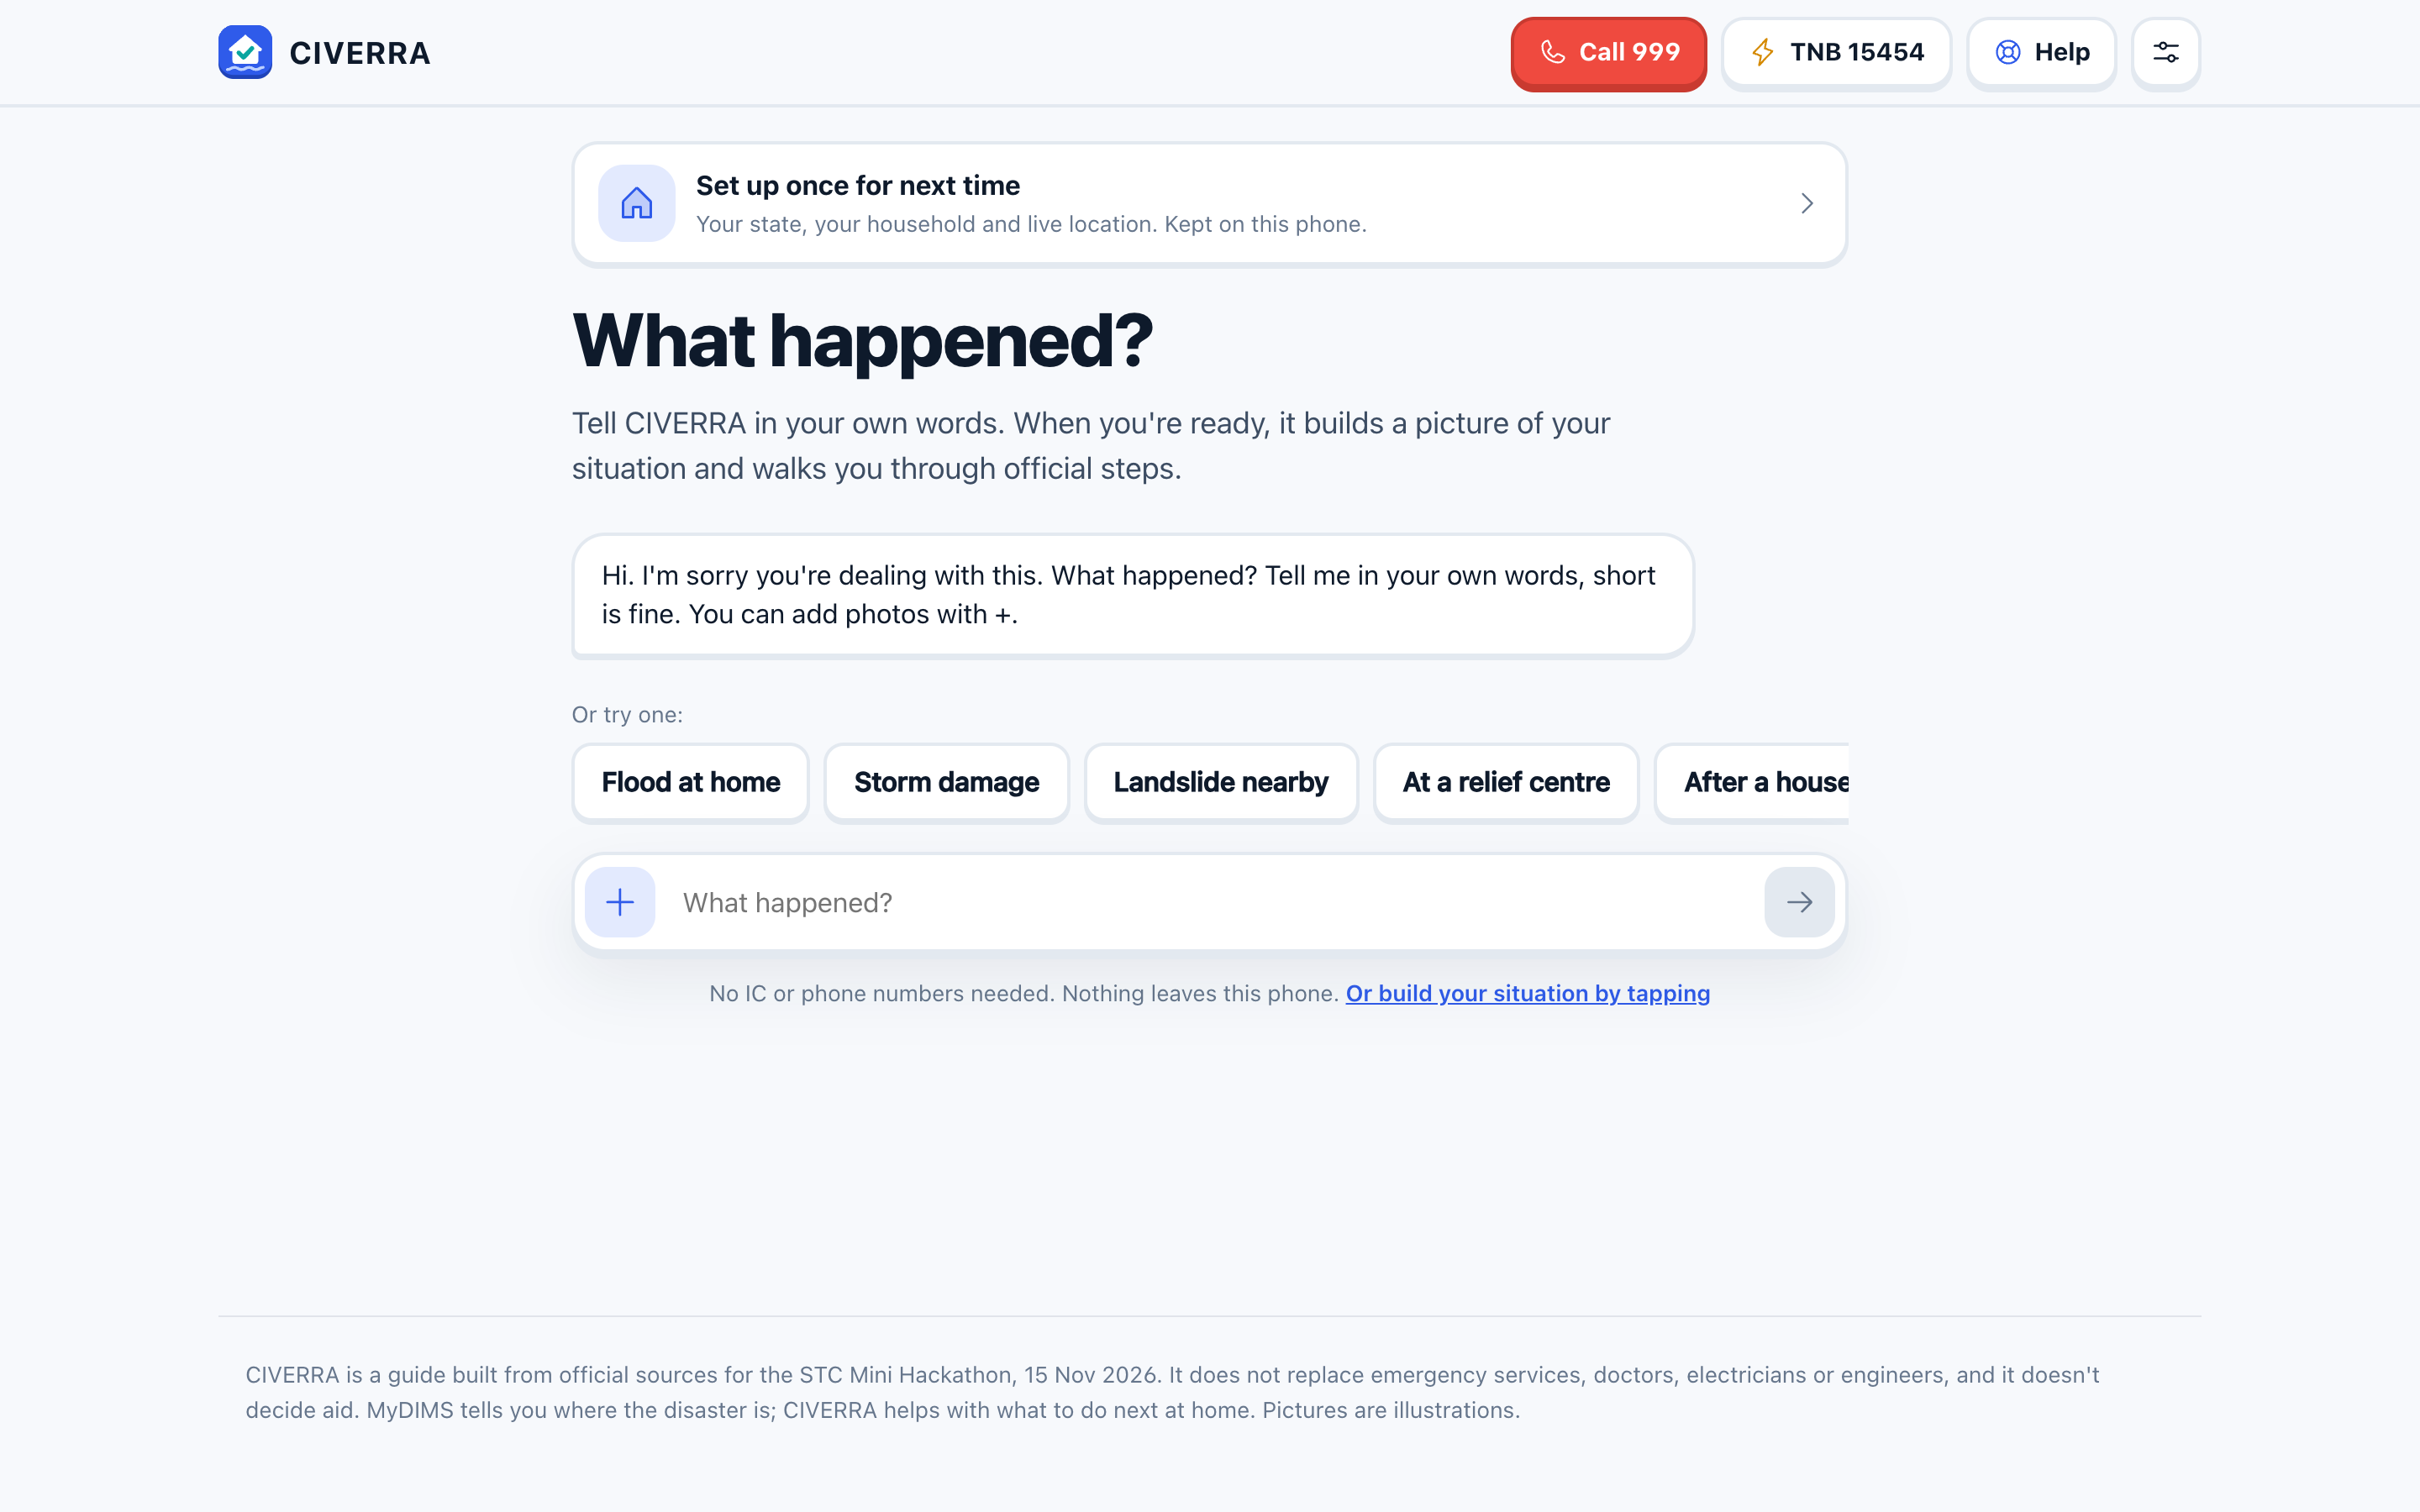 CIVERRA
Call 999
TNB 15454
Help
Set up once for next time
Your state, your household and live location. Kept on this phone.
What happened?
Tell CIVERRA in your own words. When you're ready, it builds a picture of your
situation and walks you through official steps.
Hi. I'm sorry you're dealing with this. What happened? Tell me in your own words, short
is fine. You can add photos with +.
Or try one:
Flood at home
Storm damage
Landslide nearby
At a relief centre
After a house
What happened?
No IC or phone numbers needed. Nothing leaves this phone. Or build your situation by tapping
CIVERRA is a guide built from official sources for the STC Mini Hackathon, 15 Nov 2026. It does not replace emergency services, doctors, electricians or engineers, and it doesn't
decide aid. MyDIMS tells you where the disaster is; CIVERRA helps with what to do next at home. Pictures are illustrations.